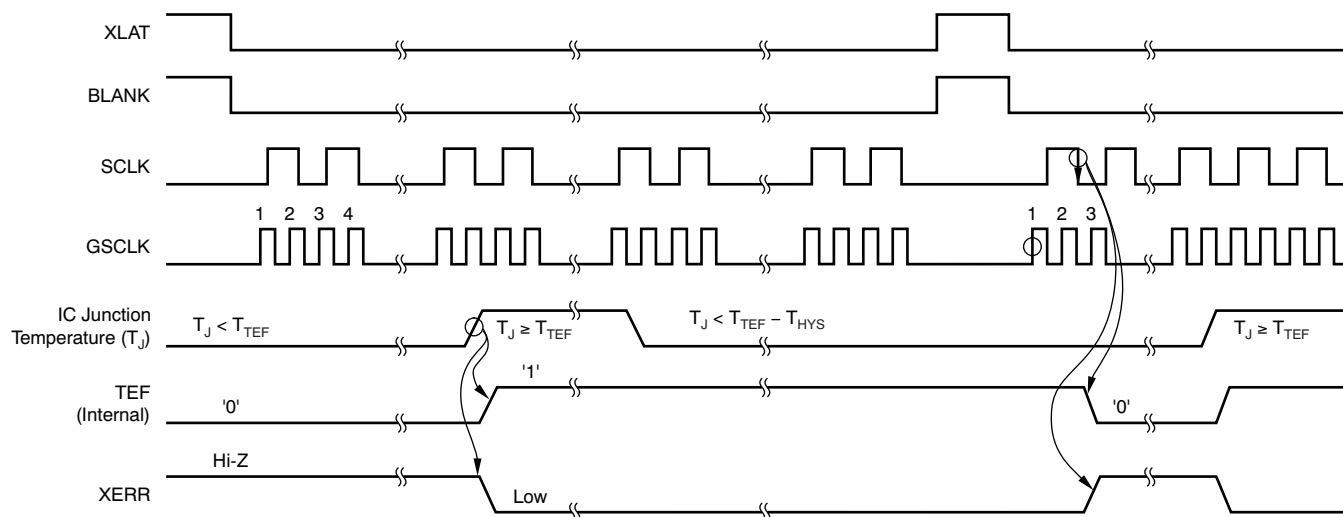 XLAT
BLANK
SCLK
1 2 3 4 1 2 3
GSCLK
IC Junction
Temperature (TJ)
TJ < TTEF
TJ ≥ TTEF
TJ < TTEF – THYS
TJ ≥ TTEF
TEF
(Internal)
'0'
'1'
'0'
Hi-Z
XERR
Low